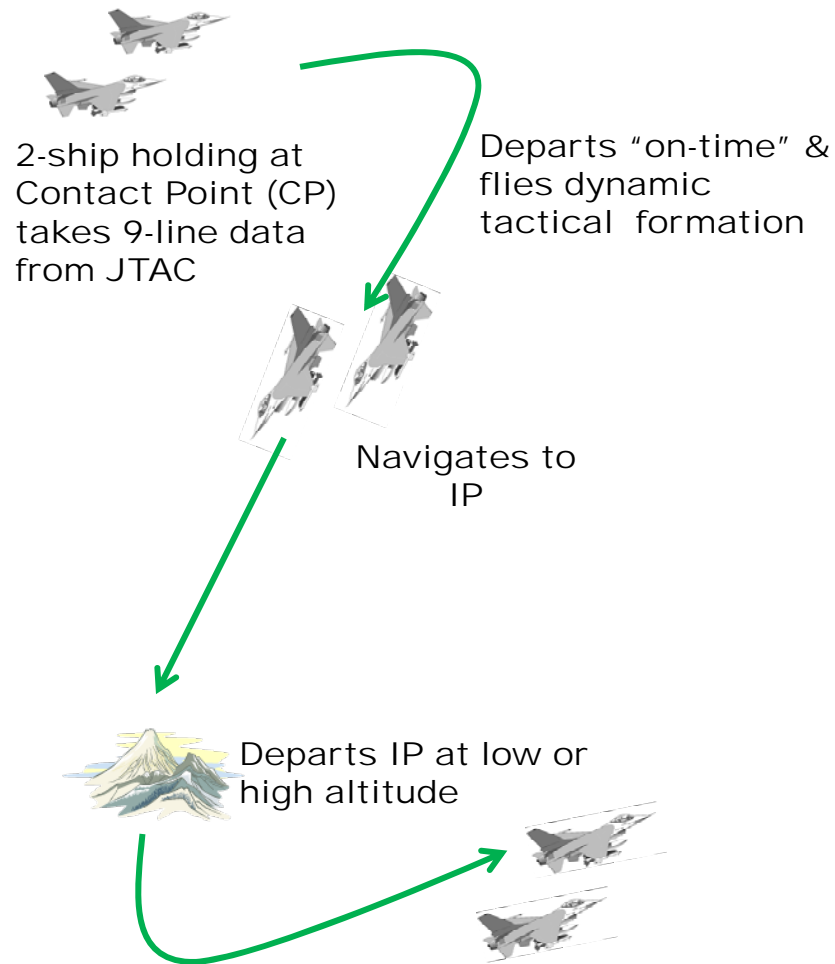 2-ship holding at
Contact Point (CP)
takes 9-line data
from JTAC
Departs “on-time” &
flies dynamic
tactical  formation
Navigates to
IP
Departs IP at low or
high altitude